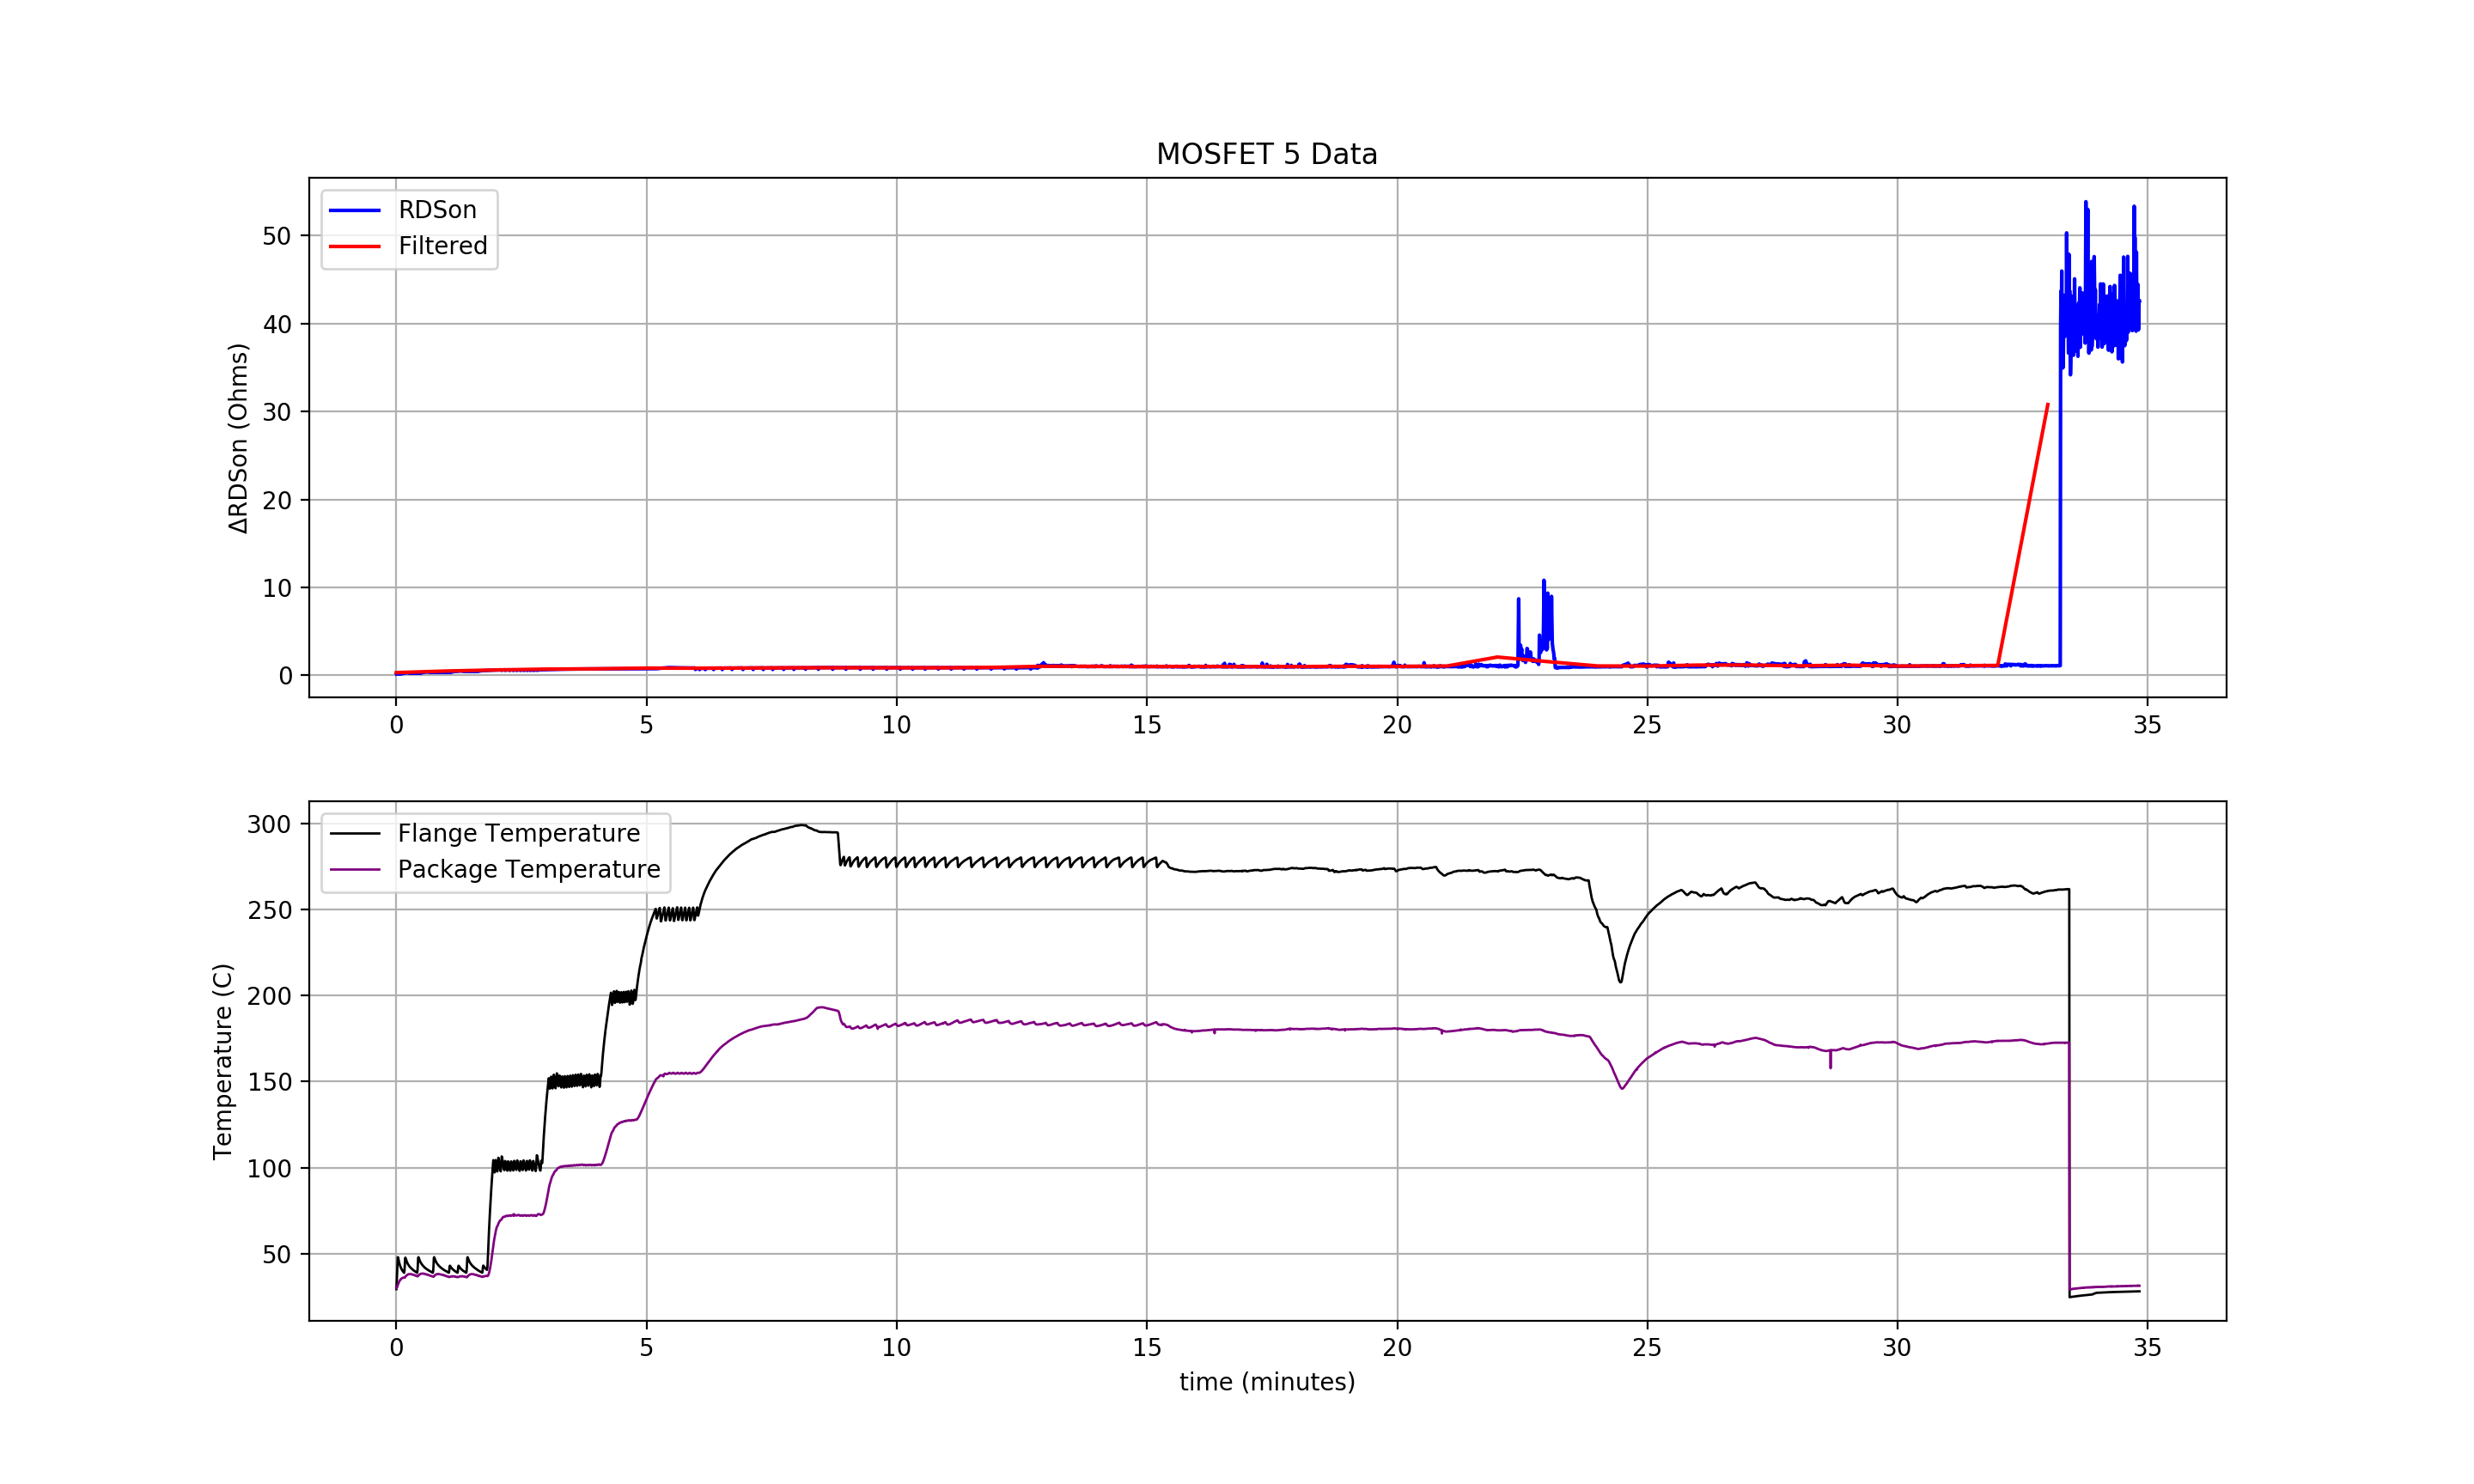 MOSFET 5 Data
RDSon
Filtered
50
40
30
20
10
0
ΔRDSon (Ohms)
0 5 10 15 20 25 30 35
Flange Temperature
Package Temperature
300
250
200
150
100
50
Temperature (C)
0 5 10 15 20 25 30 35
time (minutes)